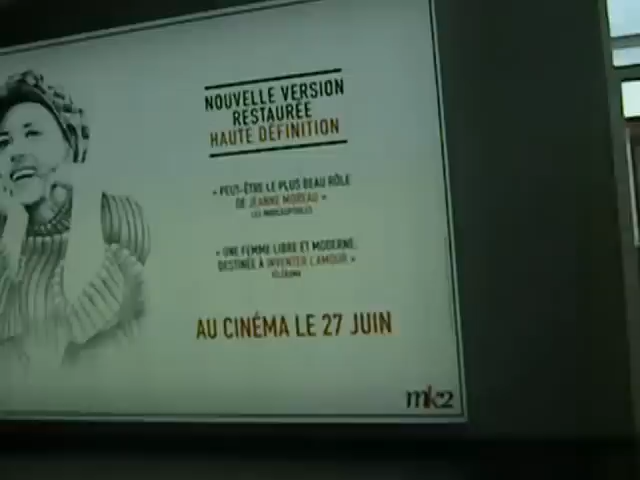 NOUVELLE VERSION
RESTAURÉE
HAUTE DÉFINITION
« PEUT-ÊTRE LE PLUS BEAU RÔLE
DE JEANNE MOREAU »
LES INROCKUPTIBLES
« UNE FEMME LIBRE ET MODERNE,
DESTINÉE À INVENTER L'AMOUR »
TÉLÉRAMA
AU CINÉMA LE 27 JUIN
mk2